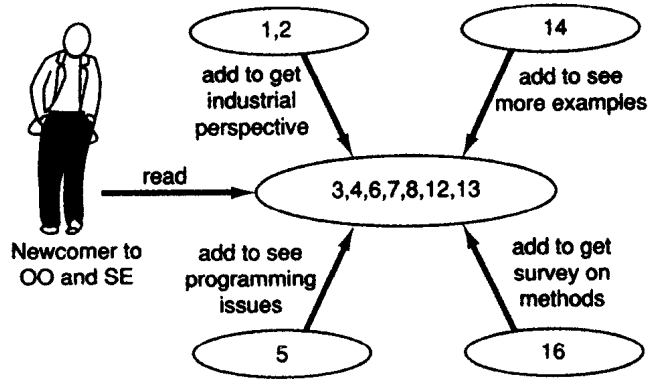 1,2
14
add to get
industrial
perspective
add to see
more examples
read
3,4,6,7,8,12,13
Newcomer to
OO and SE
add to see
programming
issues
add to get
survey on
methods
5
16